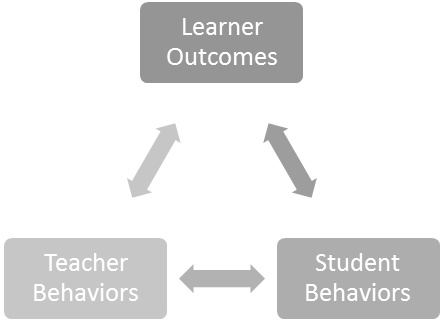 Learner
Outcomes
Teacher
Behaviors
Student
Behaviors